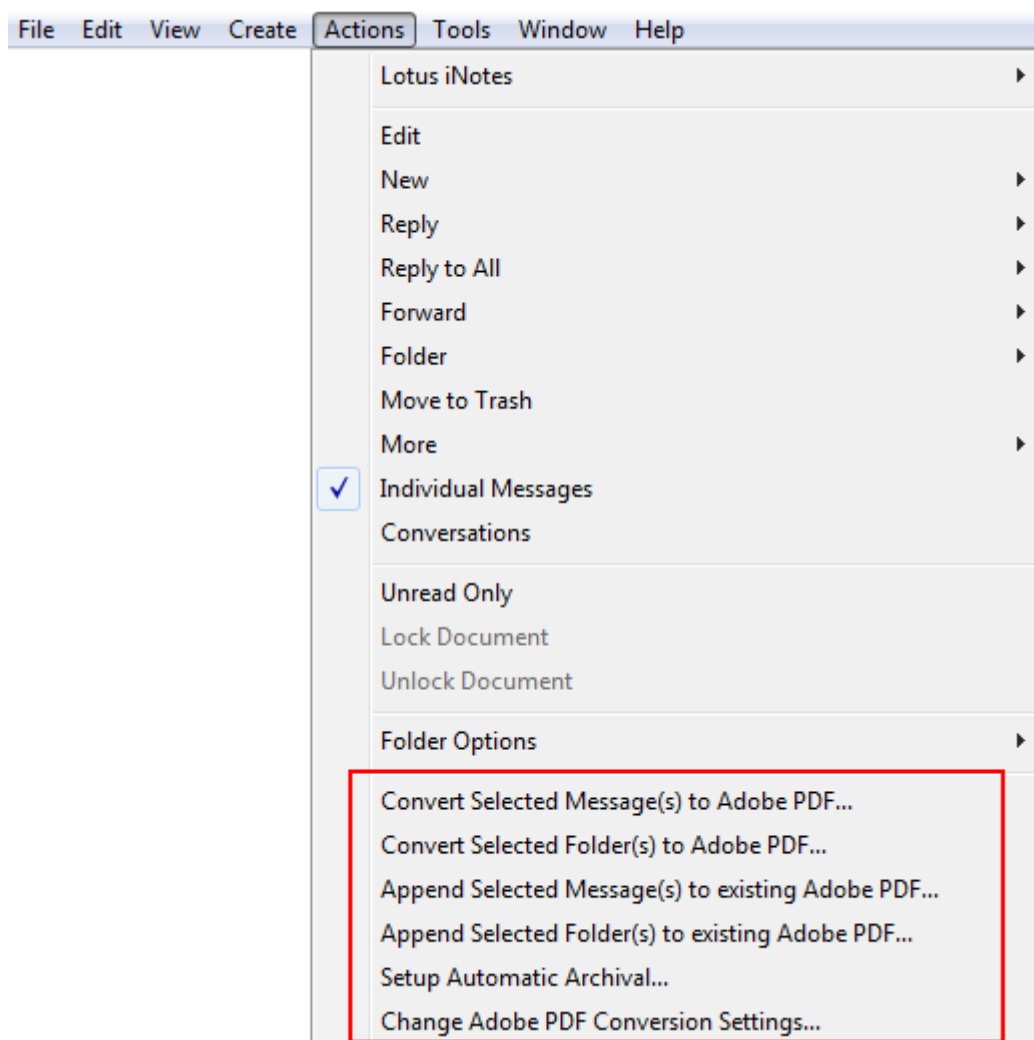 File Edit View Create Actions Tools Window Help
Lotus iNotes
Edit
New
Reply
Reply to All
Forward
Folder
Move to Trash
More
Individual Messages
Conversations
Unread Only
Lock Document
Unlock Document
Folder Options
Convert Selected Message(s) to Adobe PDF...
Convert Selected Folder(s) to Adobe PDF...
Append Selected Message(s) to existing Adobe PDF...
Append Selected Folder(s) to existing Adobe PDF...
Setup Automatic Archival...
Change Adobe PDF Conversion Settings...